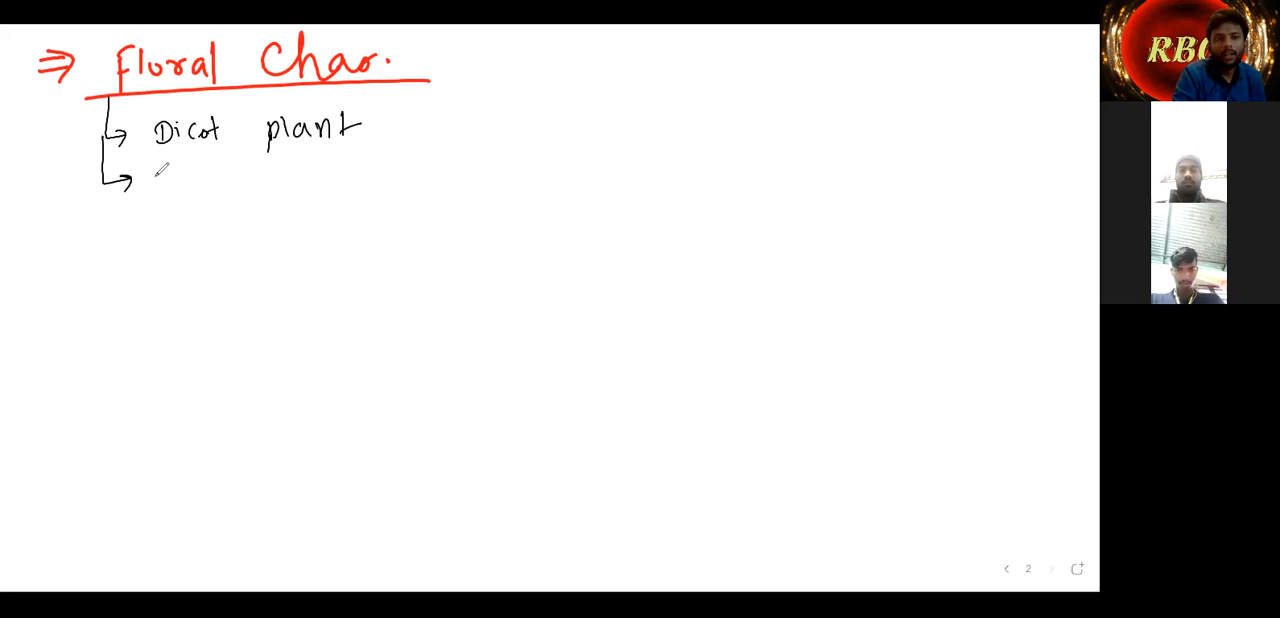 ⇒ Floral Char.
→ Dicot plant
→
RBC
2